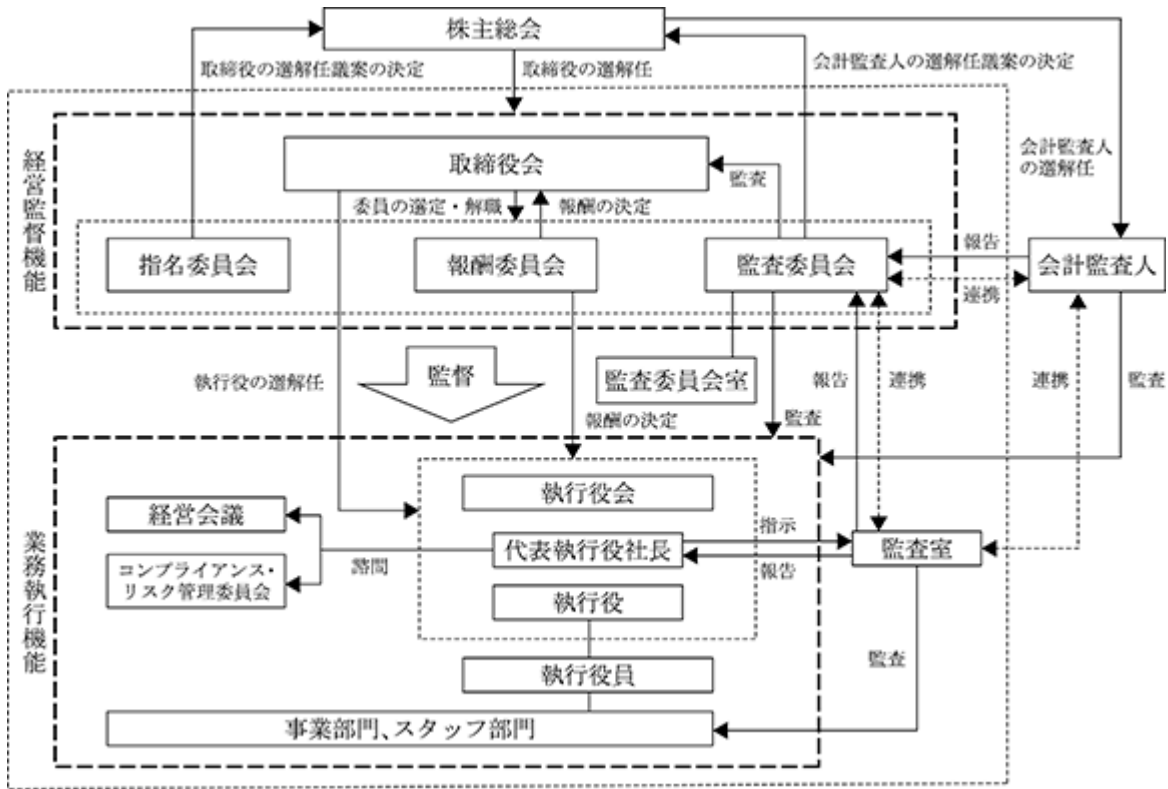 株主総会
取締役の選解任議案の決定
取締役の選解任
会計監査人の選解任議案の決定
会計監査人
の選解任
経営監督機能
取締役会
監査
委員の選定・解職
報酬の決定
指名委員会
報酬委員会
監査委員会
報告
連携
会計監査人
執行役の選解任
監督
監査委員会室
報告
連携
連携
監査
報酬の決定
監査
業務執行機能
執行役会
経営会議
代表執行役社長
指示
報告
監査室
諮問
コンプライアンス・
リスク管理委員会
執行役
執行役員
監査
事業部門、スタッフ部門